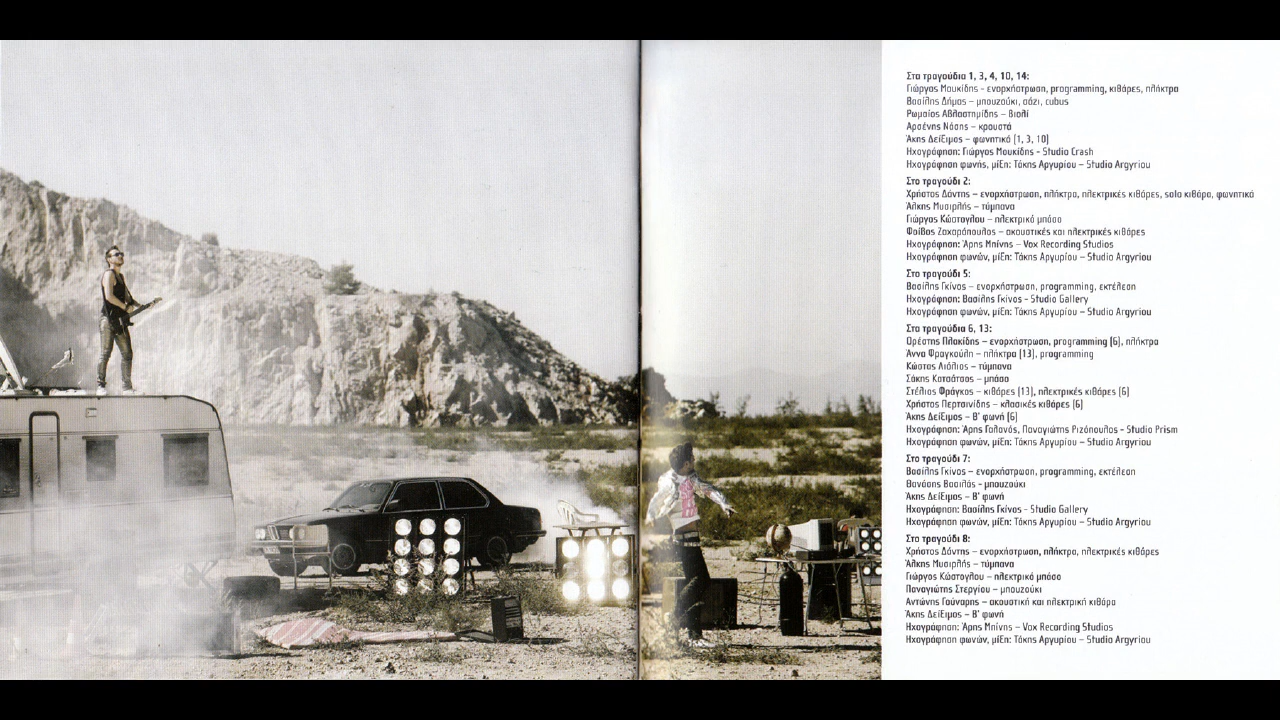 Στα τραγούδια 1, 3, 4, 10, 14:
Γιώργος Μουκίδης - ενορχήστρωση, programming, κιθάρες, πλήκτρα
Βασίλης Δήμας – μπουζούκι, σάζι, cubus
Ρωμαίος Αβλαστημίδης – Βιολί
Αρσένης Νάσης – κρουστά
Άκης Δείξιμος – φωνητικά (1, 3, 10)
Ηχογράφηση: Γιώργος Μουκίδης - Studio Crash
Ηχογράφηση φωνής, μίξη: Τάκης Αργυρίου – Studio Argyriou
Στο τραγούδι 2:
Χρήστος Δάντης – ενορχήστρωση, πλήκτρα, ηλεκτρικές κιθάρες, solo κιθάρα, φωνητικά
Άλκης Μισιρλής – τύμπανα
Γιώργος Κώστογλου – ηλεκτρικό μπάσο
Φοίβος Ζαχαρόπουλος – ακουστικές και ηλεκτρικές κιθάρες
Ηχογράφηση: Άρης Μπίνης – Vox Recording Studios
Ηχογράφηση φωνών, μίξη: Τάκης Αργυρίου – Studio Argyriou
Στο τραγούδι 5:
Βασίλης Γκίνος – ενορχήστρωση, programming, εκτέλεση
Ηχογράφηση: Βασίλης Γκίνος - Studio Gallery
Ηχογράφηση φωνών, μίξη: Τάκης Αργυρίου – Studio Argyriou
Στα τραγούδια 6, 13:
Ορέστης Πλακίδης – ενορχήστρωση, programming (6), πλήκτρα
Άννα Φραγκούλη – πλήκτρα (13), programming
Κώστας Λιόλιος – τύμπανα
Σάκης Κατσάτσος – μπάσο
Στέλιος Φράγκος – κιθάρες (13), ηλεκτρικές κιθάρες (6)
Χρήστος Περτσινίδης – κλασικές κιθάρες (6)
Άκης Δείξιμος – Β' φωνή (6)
Ηχογράφηση: Άρης Γαλανός, Παναγιώτης Ριζόπουλος - Studio Prism
Ηχογράφηση φωνών, μίξη: Τάκης Αργυρίου – Studio Argyriou
Στο τραγούδι 7:
Βασίλης Γκίνος – ενορχήστρωση, programming, εκτέλεση
Θανάσης Βασιλάς - μπουζούκι
Άκης Δείξιμος – Β' φωνή
Ηχογράφηση: Βασίλης Γκίνος - Studio Gallery
Ηχογράφηση φωνών, μίξη: Τάκης Αργυρίου – Studio Argyriou
Στο τραγούδι 8:
Χρήστος Δάντης – ενορχήστρωση, πλήκτρα, ηλεκτρικές κιθάρες
Άλκης Μισιρλής – τύμπανα
Γιώργος Κώστογλου – ηλεκτρικό μπάσο
Παναγιώτης Στεργίου – μπουζούκι
Αντώνης Γούναρης – ακουστική και ηλεκτρική κιθάρα
Άκης Δείξιμος – Β' φωνή
Ηχογράφηση: Άρης Μπίνης – Vox Recording Studios
Ηχογράφηση φωνών, μίξη: Τάκης Αργυρίου – Studio Argyriou